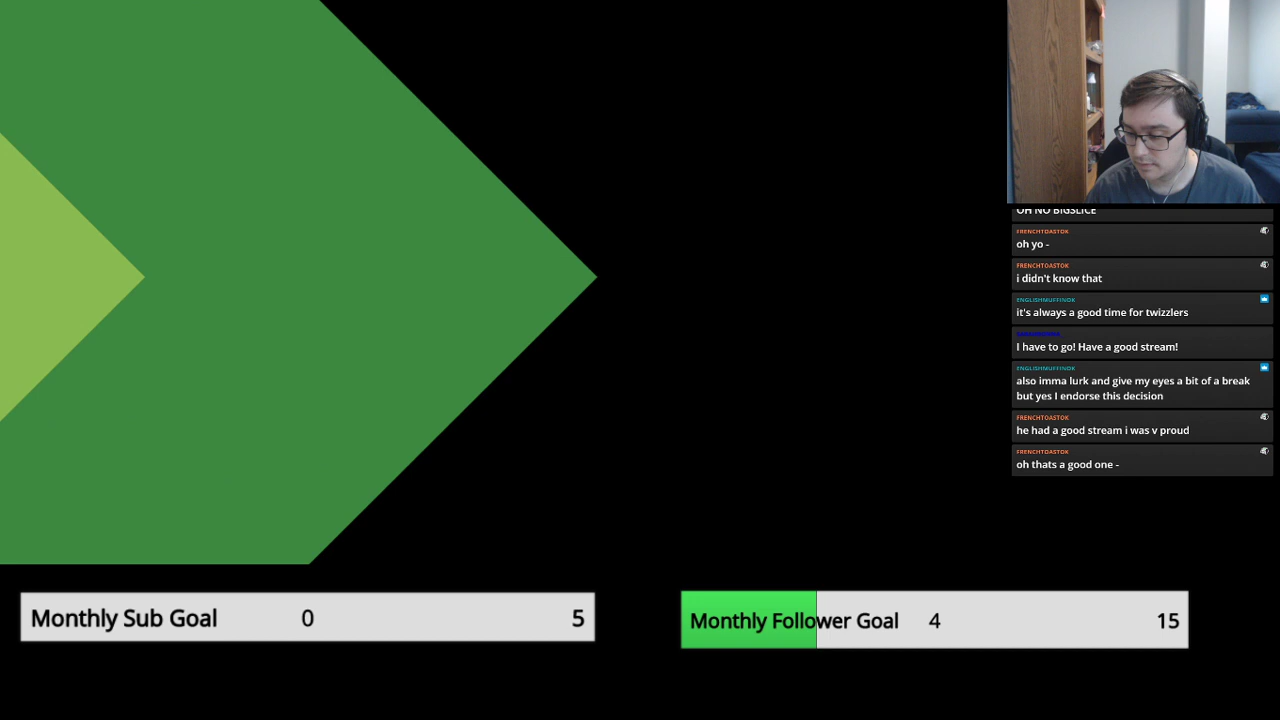 OH NO BIGSLICE
FRENCHTOASTOK
oh yo -
FRENCHTOASTOK
i didn't know that
ENGLISHMUFFINOK
it's always a good time for twizzlers
I have to go! Have a good stream!
ENGLISHMUFFINOK
also imma lurk and give my eyes a bit of a break
but yes I endorse this decision
FRENCHTOASTOK
he had a good stream i was v proud
FRENCHTOASTOK
oh thats a good one -
Monthly Sub Goal 0 5
Monthly Follower Goal 4 15